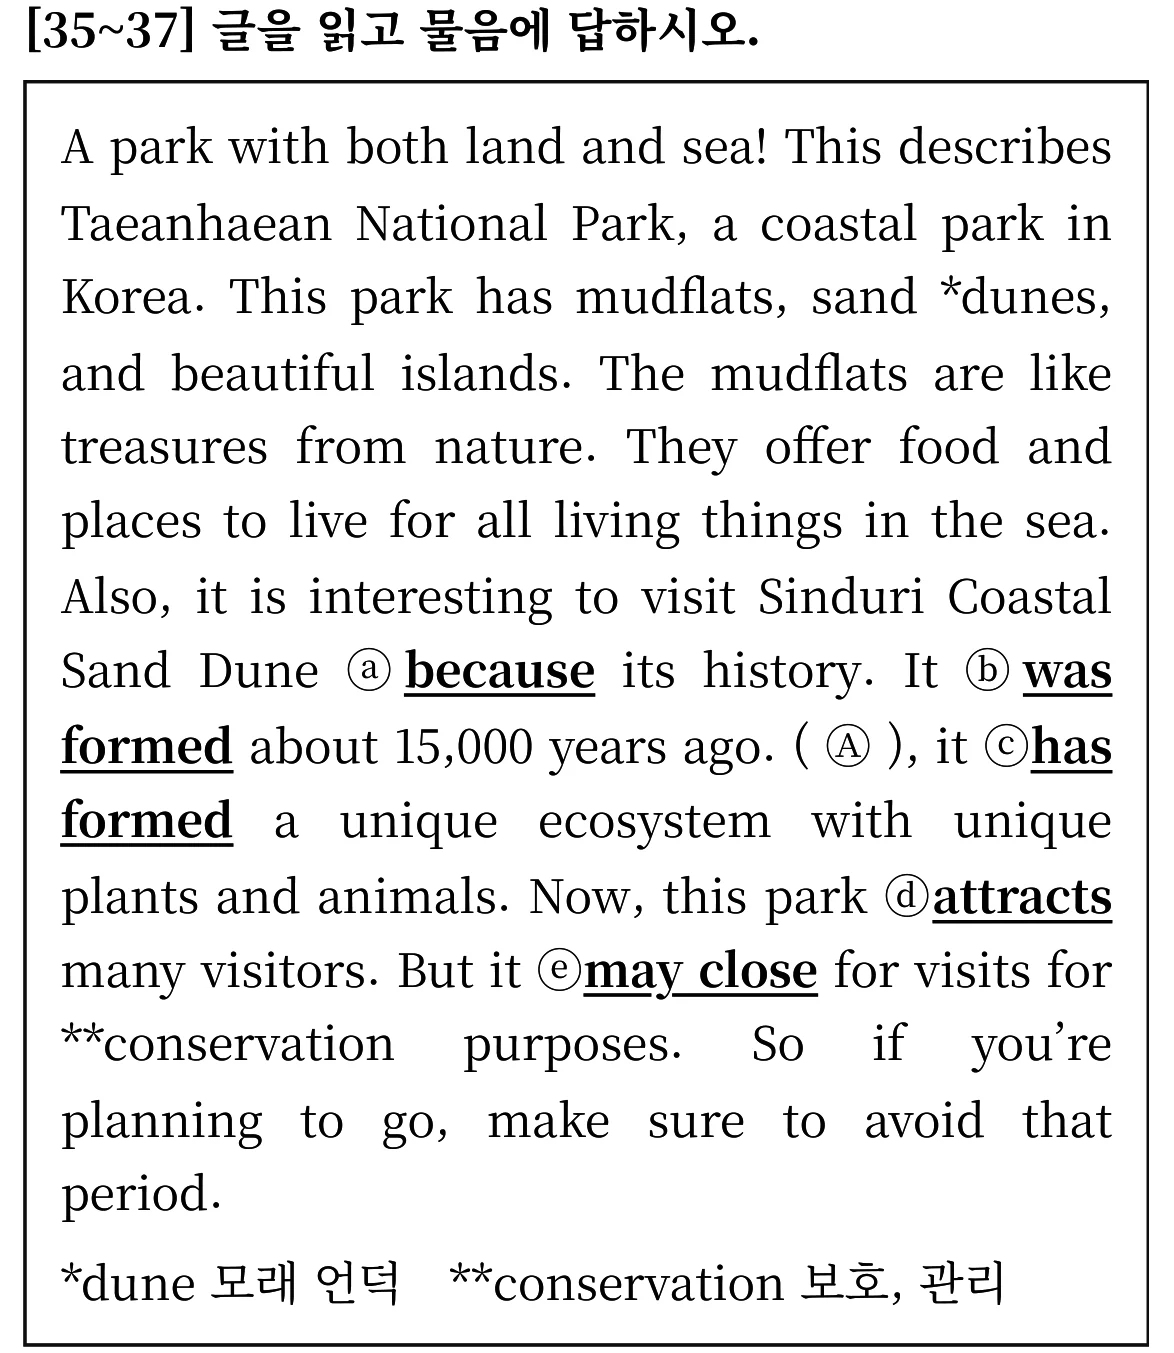 [35~37] 글을 읽고 물음에 답하시오.
A park with both land and sea! This describes
Taeanhaean National Park, a coastal park in
Korea. This park has mudflats, sand *dunes,
and beautiful islands. The mudflats are like
treasures from nature. They offer food and
places to live for all living things in the sea.
Also, it is interesting to visit Sinduri Coastal
Sand Dune ⓐ because its history. It ⓑ was
formed about 15,000 years ago. ( Ⓐ ), it ⓒhas
formed a unique ecosystem with unique
plants and animals. Now, this park ⓓattracts
many visitors. But it ⓔmay close for visits for
**conservation purposes. So if you’re
planning to go, make sure to avoid that
period.
*dune 모래 언덕 **conservation 보호, 관리